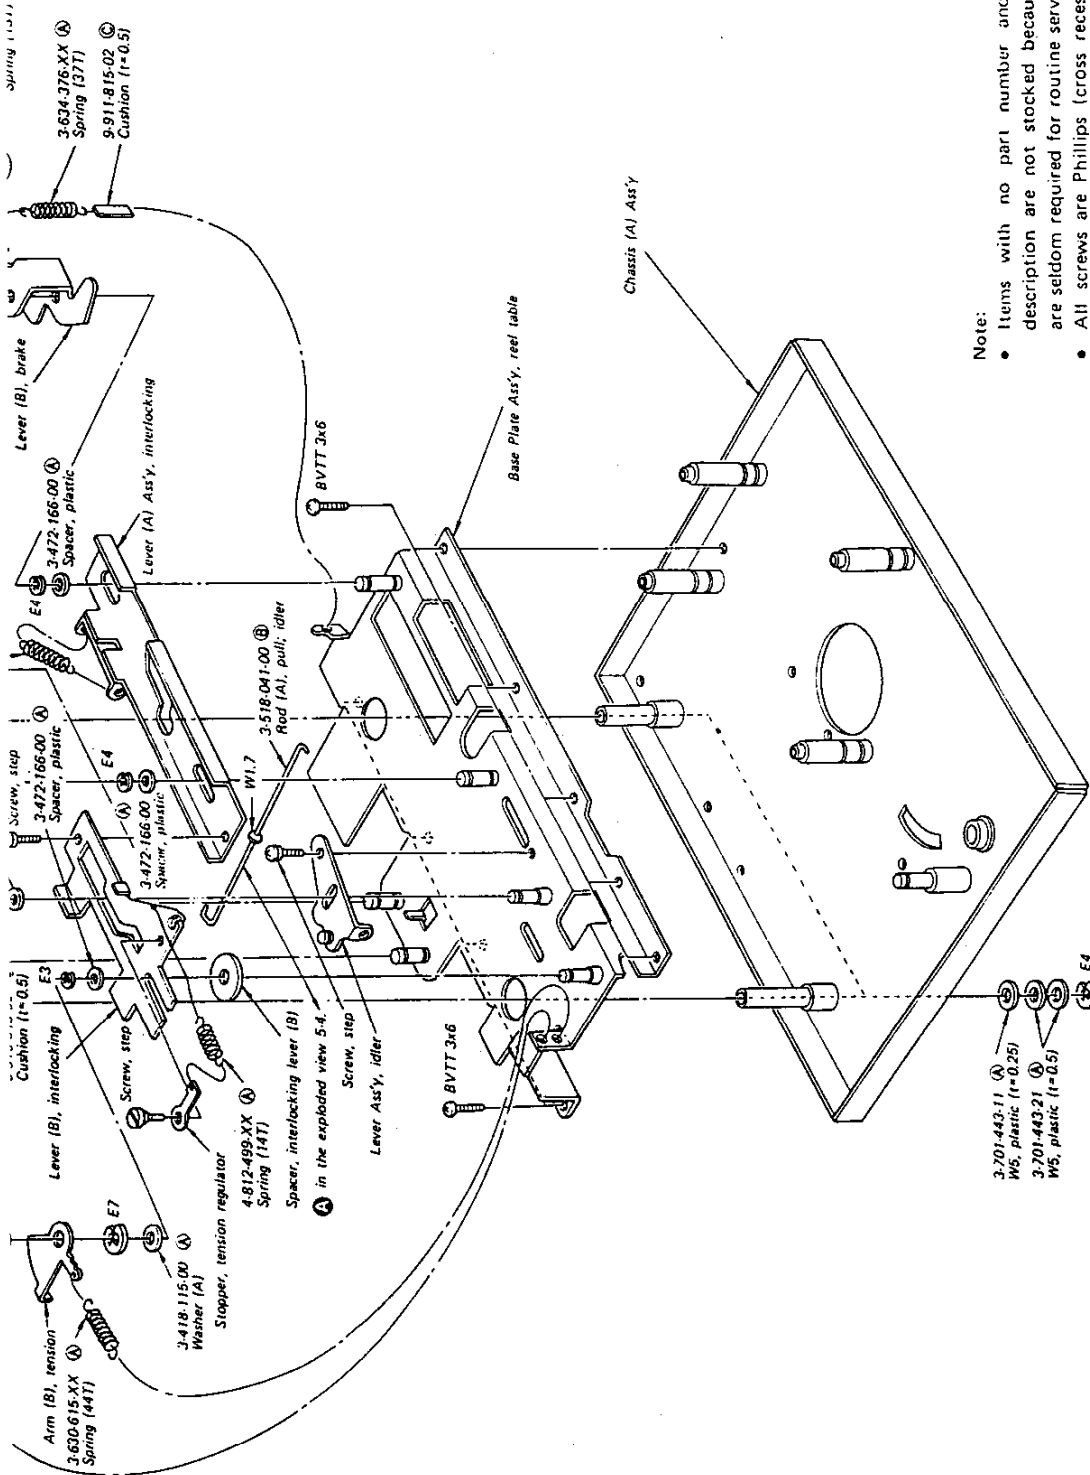 3-634-376-XX Ⓐ
Spring (37T)
9-911-815-02 Ⓒ
Cushion (t=0.5)
Lever (B), brake
E4
3-472-166-00 Ⓐ
Spacer, plastic
Lever (A) Ass'y, interlocking
Screw, step
3-472-166-00 Ⓐ
Spacer, plastic
E4
Ⓐ
3-472-166-00
Spacer, plastic
W1.7
3-518-041-00 Ⓑ
Rod (A), pull; idler
BVTT 3x6
Base Plate Ass'y, reel table
Chassis (A) Ass'y
Cushion (t=0.5)
E3
Lever (B), interlocking
Screw, step
Arm (B), tension
3-630-615-XX Ⓐ
Spring (44T)
E7
3-418-115-00 Ⓐ
Washer (A)
Stopper, tension regulator
4-812-499-XX Ⓐ
Spring (14T)
Spacer, interlocking lever (B)
A in the exploded view 5-4.
Screw, step
Lever Ass'y, idler
BVTT 3x6
3-701-443-11 Ⓐ
W5, plastic (t=0.25)
3-701-443-21 Ⓐ
W5, plastic (t=0.5)
E4
Note:
• Items with no part number and
description are not stocked becau
are seldom required for routine serv
• All screws are Phillips (cross reces